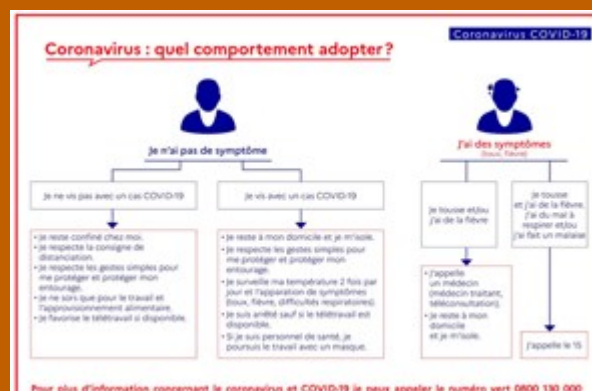 Coronavirus COVID-19
Coronavirus : quel comportement adopter ?
Je n'ai pas de symptôme
J'ai des symptômes
(toux, fièvre)
Je ne vis pas avec un cas COVID-19
Je vis avec un cas COVID-19
Je tousse et/ou
j'ai de la fièvre
Je tousse
et j'ai de la fièvre.
J'ai du mal à
respirer et/ou
j'ai fait un malaise
• Je reste confiné chez moi.
• Je respecte la consigne de
distanciation.
• Je respecte les gestes simples pour
me protéger et protéger mon
entourage.
• Je ne sors que pour le travail et
l'approvisionnement alimentaire.
• Je favorise le télétravail si disponible.
• Je reste à mon domicile et je m'isole.
• Je respecte les gestes simples pour
me protéger et protéger mon
entourage.
• Je surveille ma température 2 fois par
jour et l'apparition de symptômes
(toux, fièvre, difficultés respiratoires).
• Je suis arrêté sauf si le télétravail est
disponible.
• Si je suis personnel de santé, je
poursuis le travail avec un masque.
• J'appelle
un médecin
(médecin traitant,
téléconsultation).
• Je reste à mon
domicile
et je m'isole.
J'appelle le 15
Pour plus d'information concernant le coronavirus et COVID-19 je peux appeler le numéro vert 0800 130 000